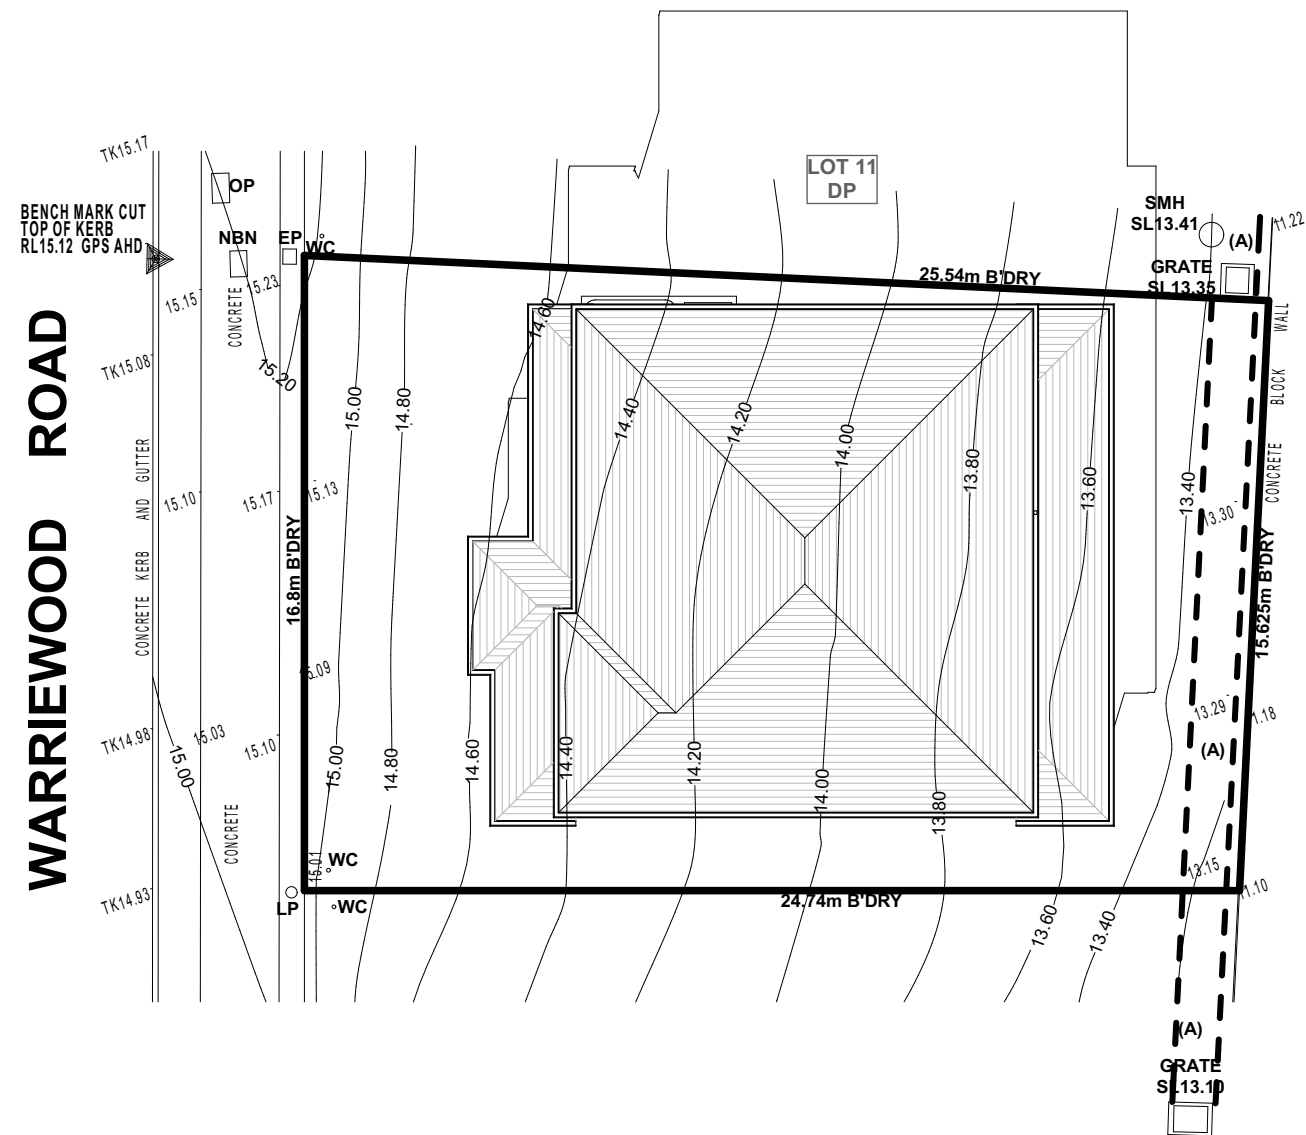 TK15.17
OP
BENCH MARK CUT
TOP OF KERB
RL15.12 GPS AHD
NBN
EP
WC
LOT 11
DP
SMH
SL13.41
(A)
11.22
GRATE
SL13.35
25.54m B'DRY
15.15
15.23
CONCRETE
14.60
WALL
TK15.08
15.20
15.00
14.80
14.40
14.20
14.00
13.80
13.60
13.40
BLOCK
CONCRETE
WARRIEWOOD ROAD
CONCRETE KERB AND GUTTER
15.10
15.17
15.13
13.30
16.8m B'DRY
15.625m B'DRY
15.09
13.29
11.18
TK14.98
15.03
15.10
15.00
15.00
14.80
14.60
14.40
14.20
14.00
13.80
(A)
CONCRETE
15.01
WC
13.15
11.10
TK14.93
LP
WC
24.74m B'DRY
13.60
13.40
(A)
GRATE
SL13.10